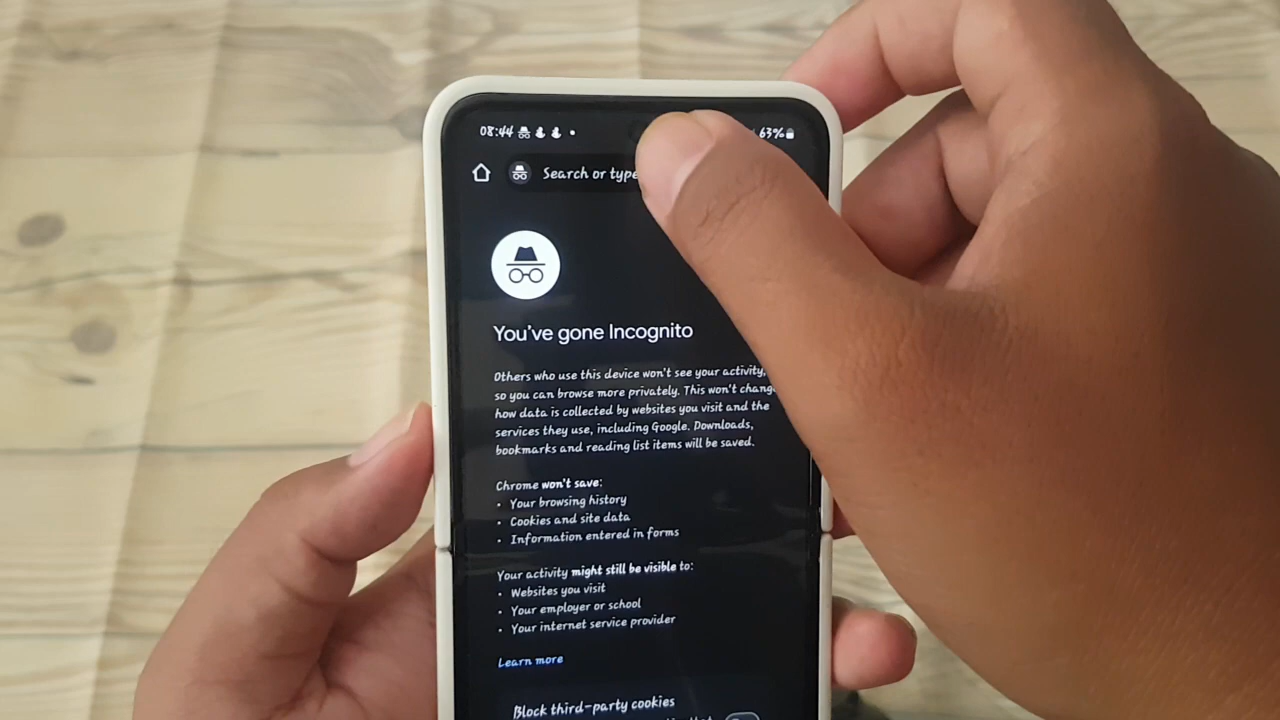 08:44 63%
Search or type
You've gone Incognito
Others who use this device won't see your activity,
so you can browse more privately. This won't chang
how data is collected by websites you visit and the
services they use, including Google. Downloads,
bookmarks and reading list items will be saved.
Chrome won't save:
• Your browsing history
• Cookies and site data
• Information entered in forms
Your activity might still be visible to:
• Websites you visit
• Your employer or school
• Your internet service provider
Learn more
Block third-party cookies